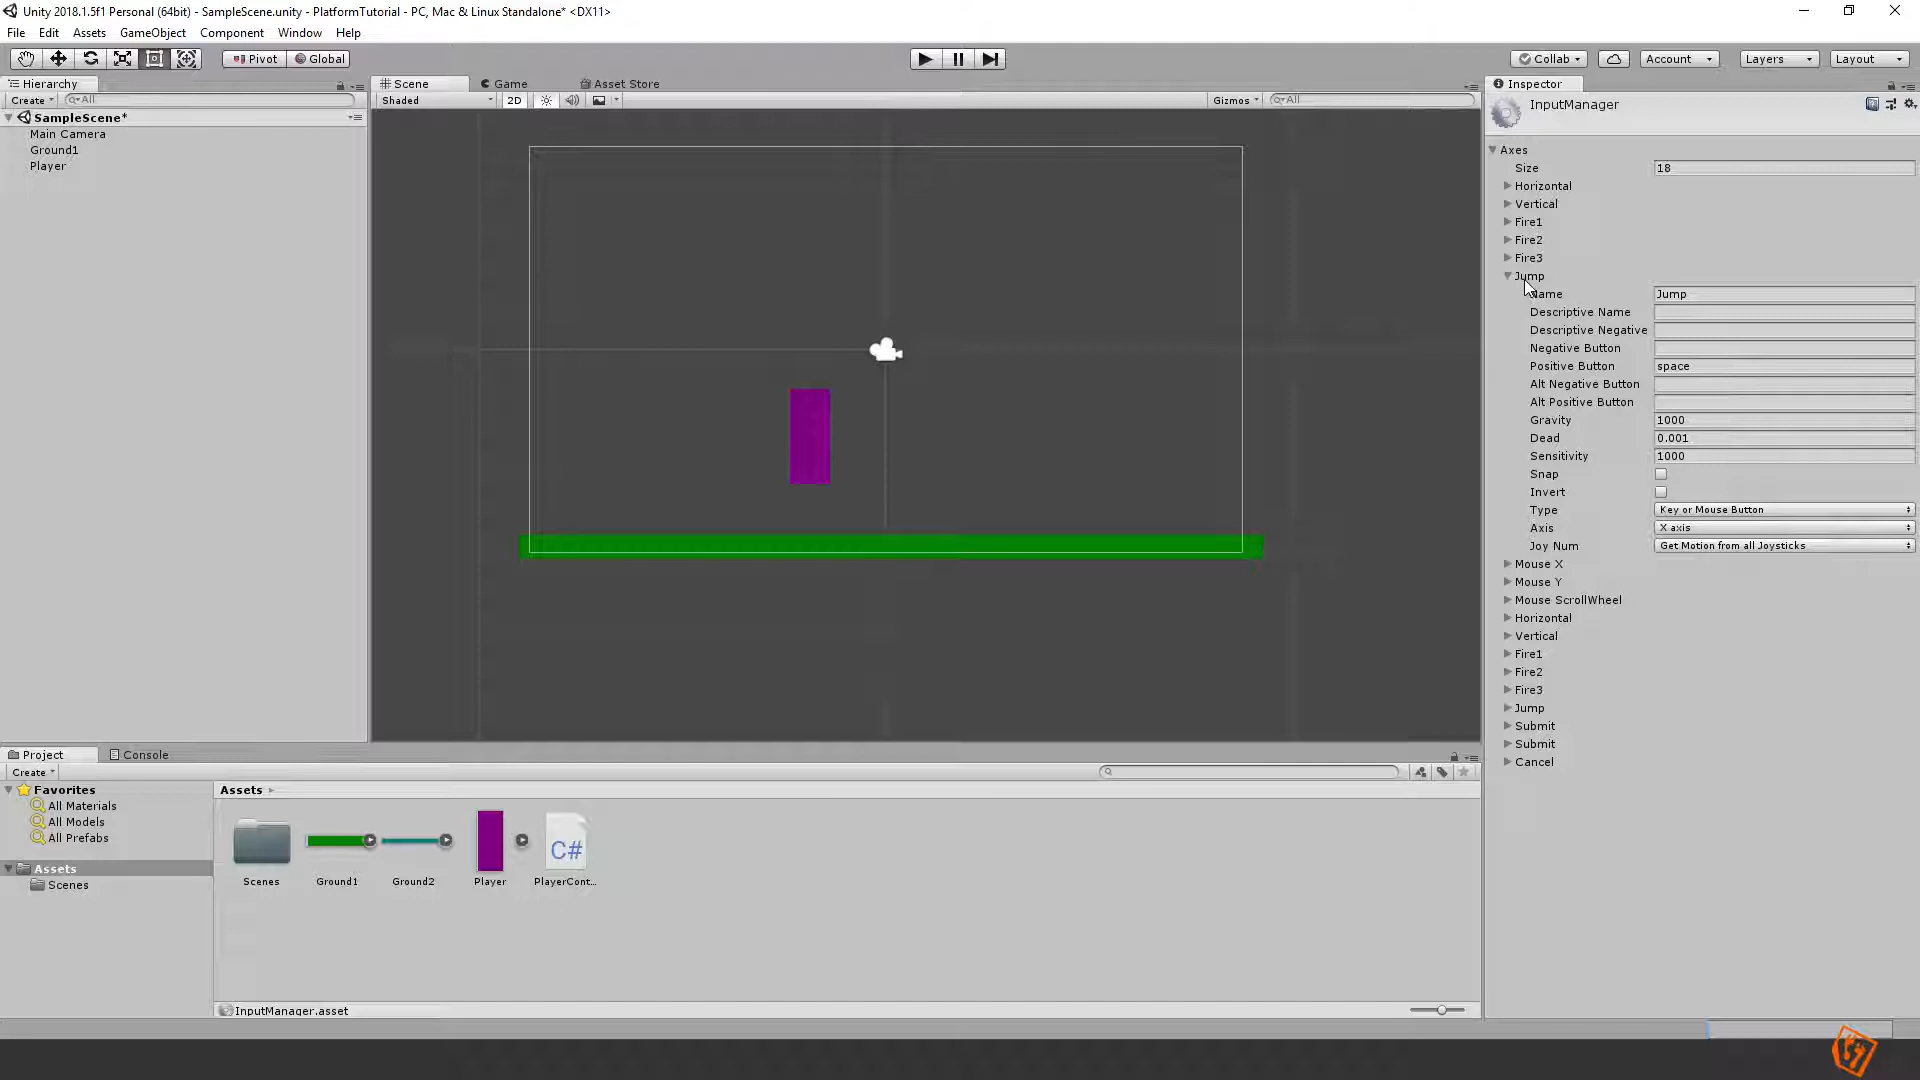 Unity 2018.1.5f1 Personal (64bit) - SampleScene.unity - PlatformTutorial - PC, Mac & Linux Standalone* <DX11>
File Edit Assets GameObject Component Window Help
Pivot Global Collab Account Layers Layout
Hierarchy
Create All
SampleScene*
Main Camera
Ground1
Player
Scene Game Asset Store
Shaded 2D Gizmos All
Inspector
InputManager
Axes
Size 18
Horizontal
Vertical
Fire1
Fire2
Fire3
Jump
Name Jump
Descriptive Name
Descriptive Negative
Negative Button
Positive Button space
Alt Negative Button
Alt Positive Button
Gravity 1000
Dead 0.001
Sensitivity 1000
Snap
Invert
Type Key or Mouse Button
Axis X axis
Joy Num Get Motion from all Joysticks
Mouse X
Mouse Y
Mouse ScrollWheel
Horizontal
Vertical
Fire1
Fire2
Fire3
Jump
Submit
Submit
Cancel
Project Console
Create
Favorites
All Materials
All Models
All Prefabs
Assets
Scenes
Assets
C#
Scenes Ground1 Ground2 Player PlayerCont...
InputManager.asset